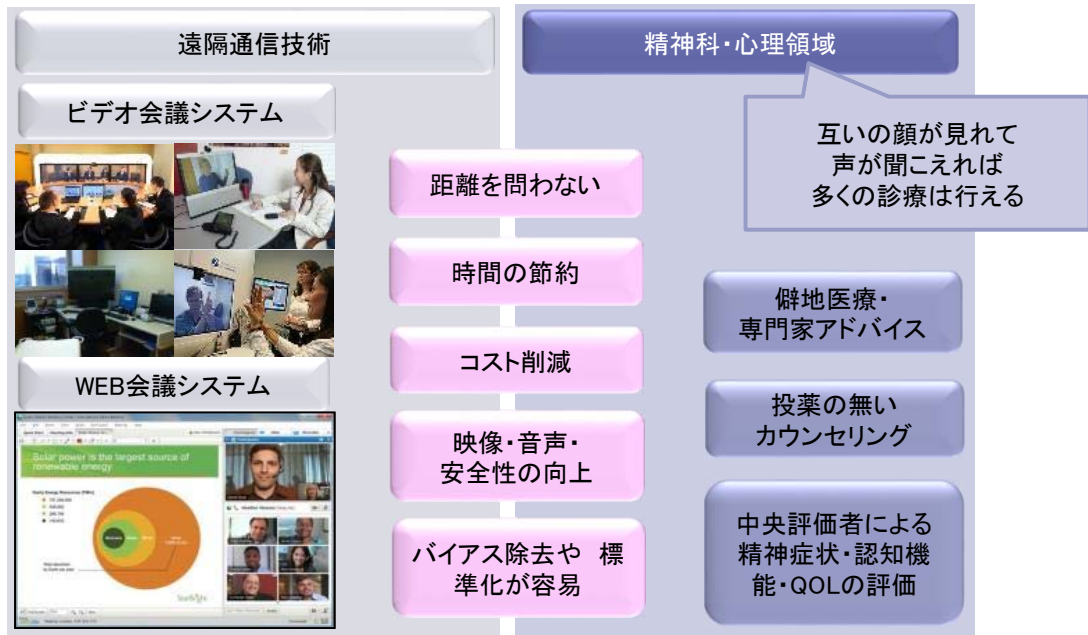 遠隔通信技術
精神科・心理領域
ビデオ会議システム
互いの顔が見れて
声が聞こえれば
多くの診療は行える
距離を問わない
時間の節約
コスト削減
映像・音声・
安全性の向上
バイアス除去や 標
準化が容易
僻地医療・
専門家アドバイス
投薬の無い
カウンセリング
中央評価者による
精神症状・認知機
能・QOLの評価
WEB会議システム
Solar power is the largest source of
renewable energy